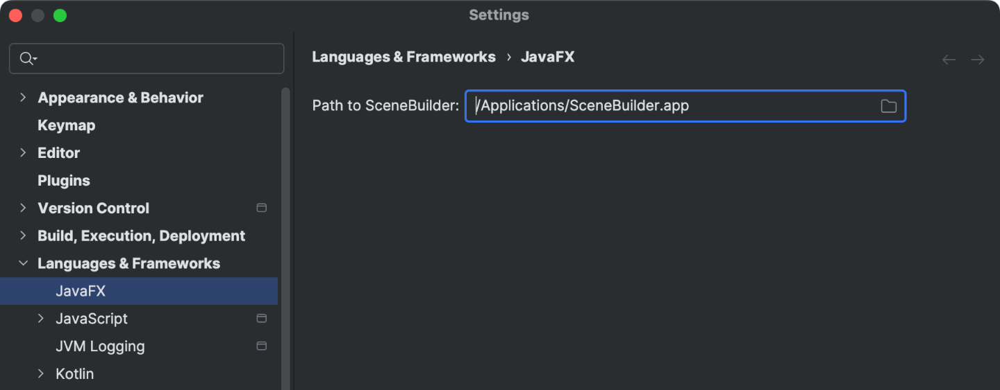 Settings
Languages & Frameworks › JavaFX
Path to SceneBuilder: /Applications/SceneBuilder.app
Appearance & Behavior
Keymap
Editor
Plugins
Version Control
Build, Execution, Deployment
Languages & Frameworks
JavaFX
JavaScript
JVM Logging
Kotlin